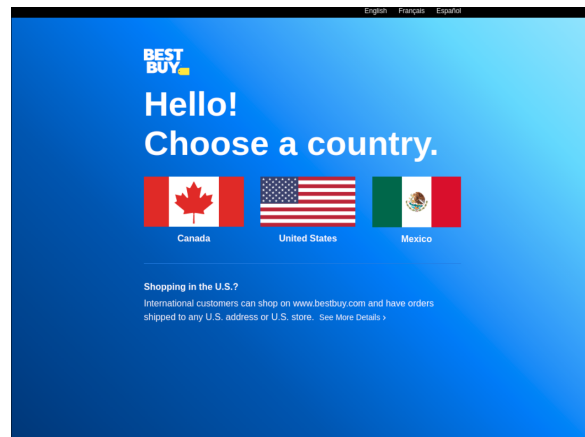 English Français Español
BEST
BUY
Hello!
Choose a country.
Canada United States Mexico
Shopping in the U.S.?
International customers can shop on www.bestbuy.com and have orders
shipped to any U.S. address or U.S. store. See More Details ›